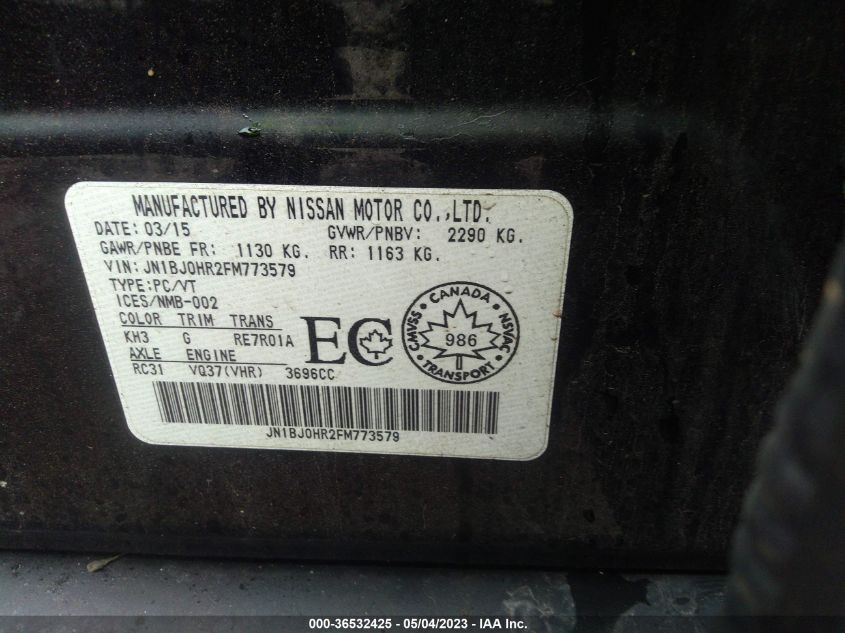 MANUFACTURED BY NISSAN MOTOR CO.,LTD.
DATE: 03/15 GVWR/PNBV: 2290 KG.
GAWR/PNBE FR: 1130 KG. RR: 1163 KG.
VIN: JN1BJ0HR2FM773579
TYPE:PC/VT
ICES/NMB-002
COLOR TRIM TRANS
KH3 G RE7R01A
AXLE ENGINE
RC31 VQ37(VHR) 3696CC
EC
CANADA
CMVSS 986 NSVAC
TRANSPORT
JN1BJ0HR2FM773579
000-36532425 - 05/04/2023 - IAA Inc.